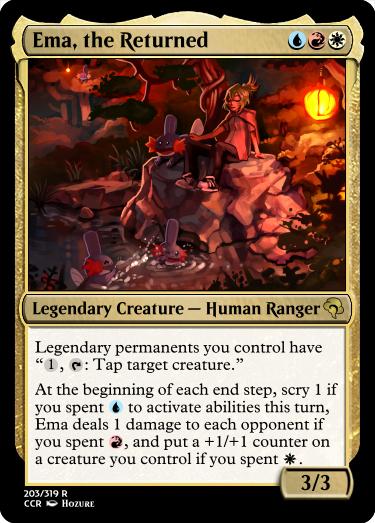 Ema, the Returned
Legendary Creature — Human Ranger
Legendary permanents you control have
“1, : Tap target creature.”
At the beginning of each end step, scry 1 if
you spent to activate abilities this turn,
Ema deals 1 damage to each opponent if
you spent , and put a +1/+1 counter on
a creature you control if you spent .
3/3
203/319 R
CCR Hozure